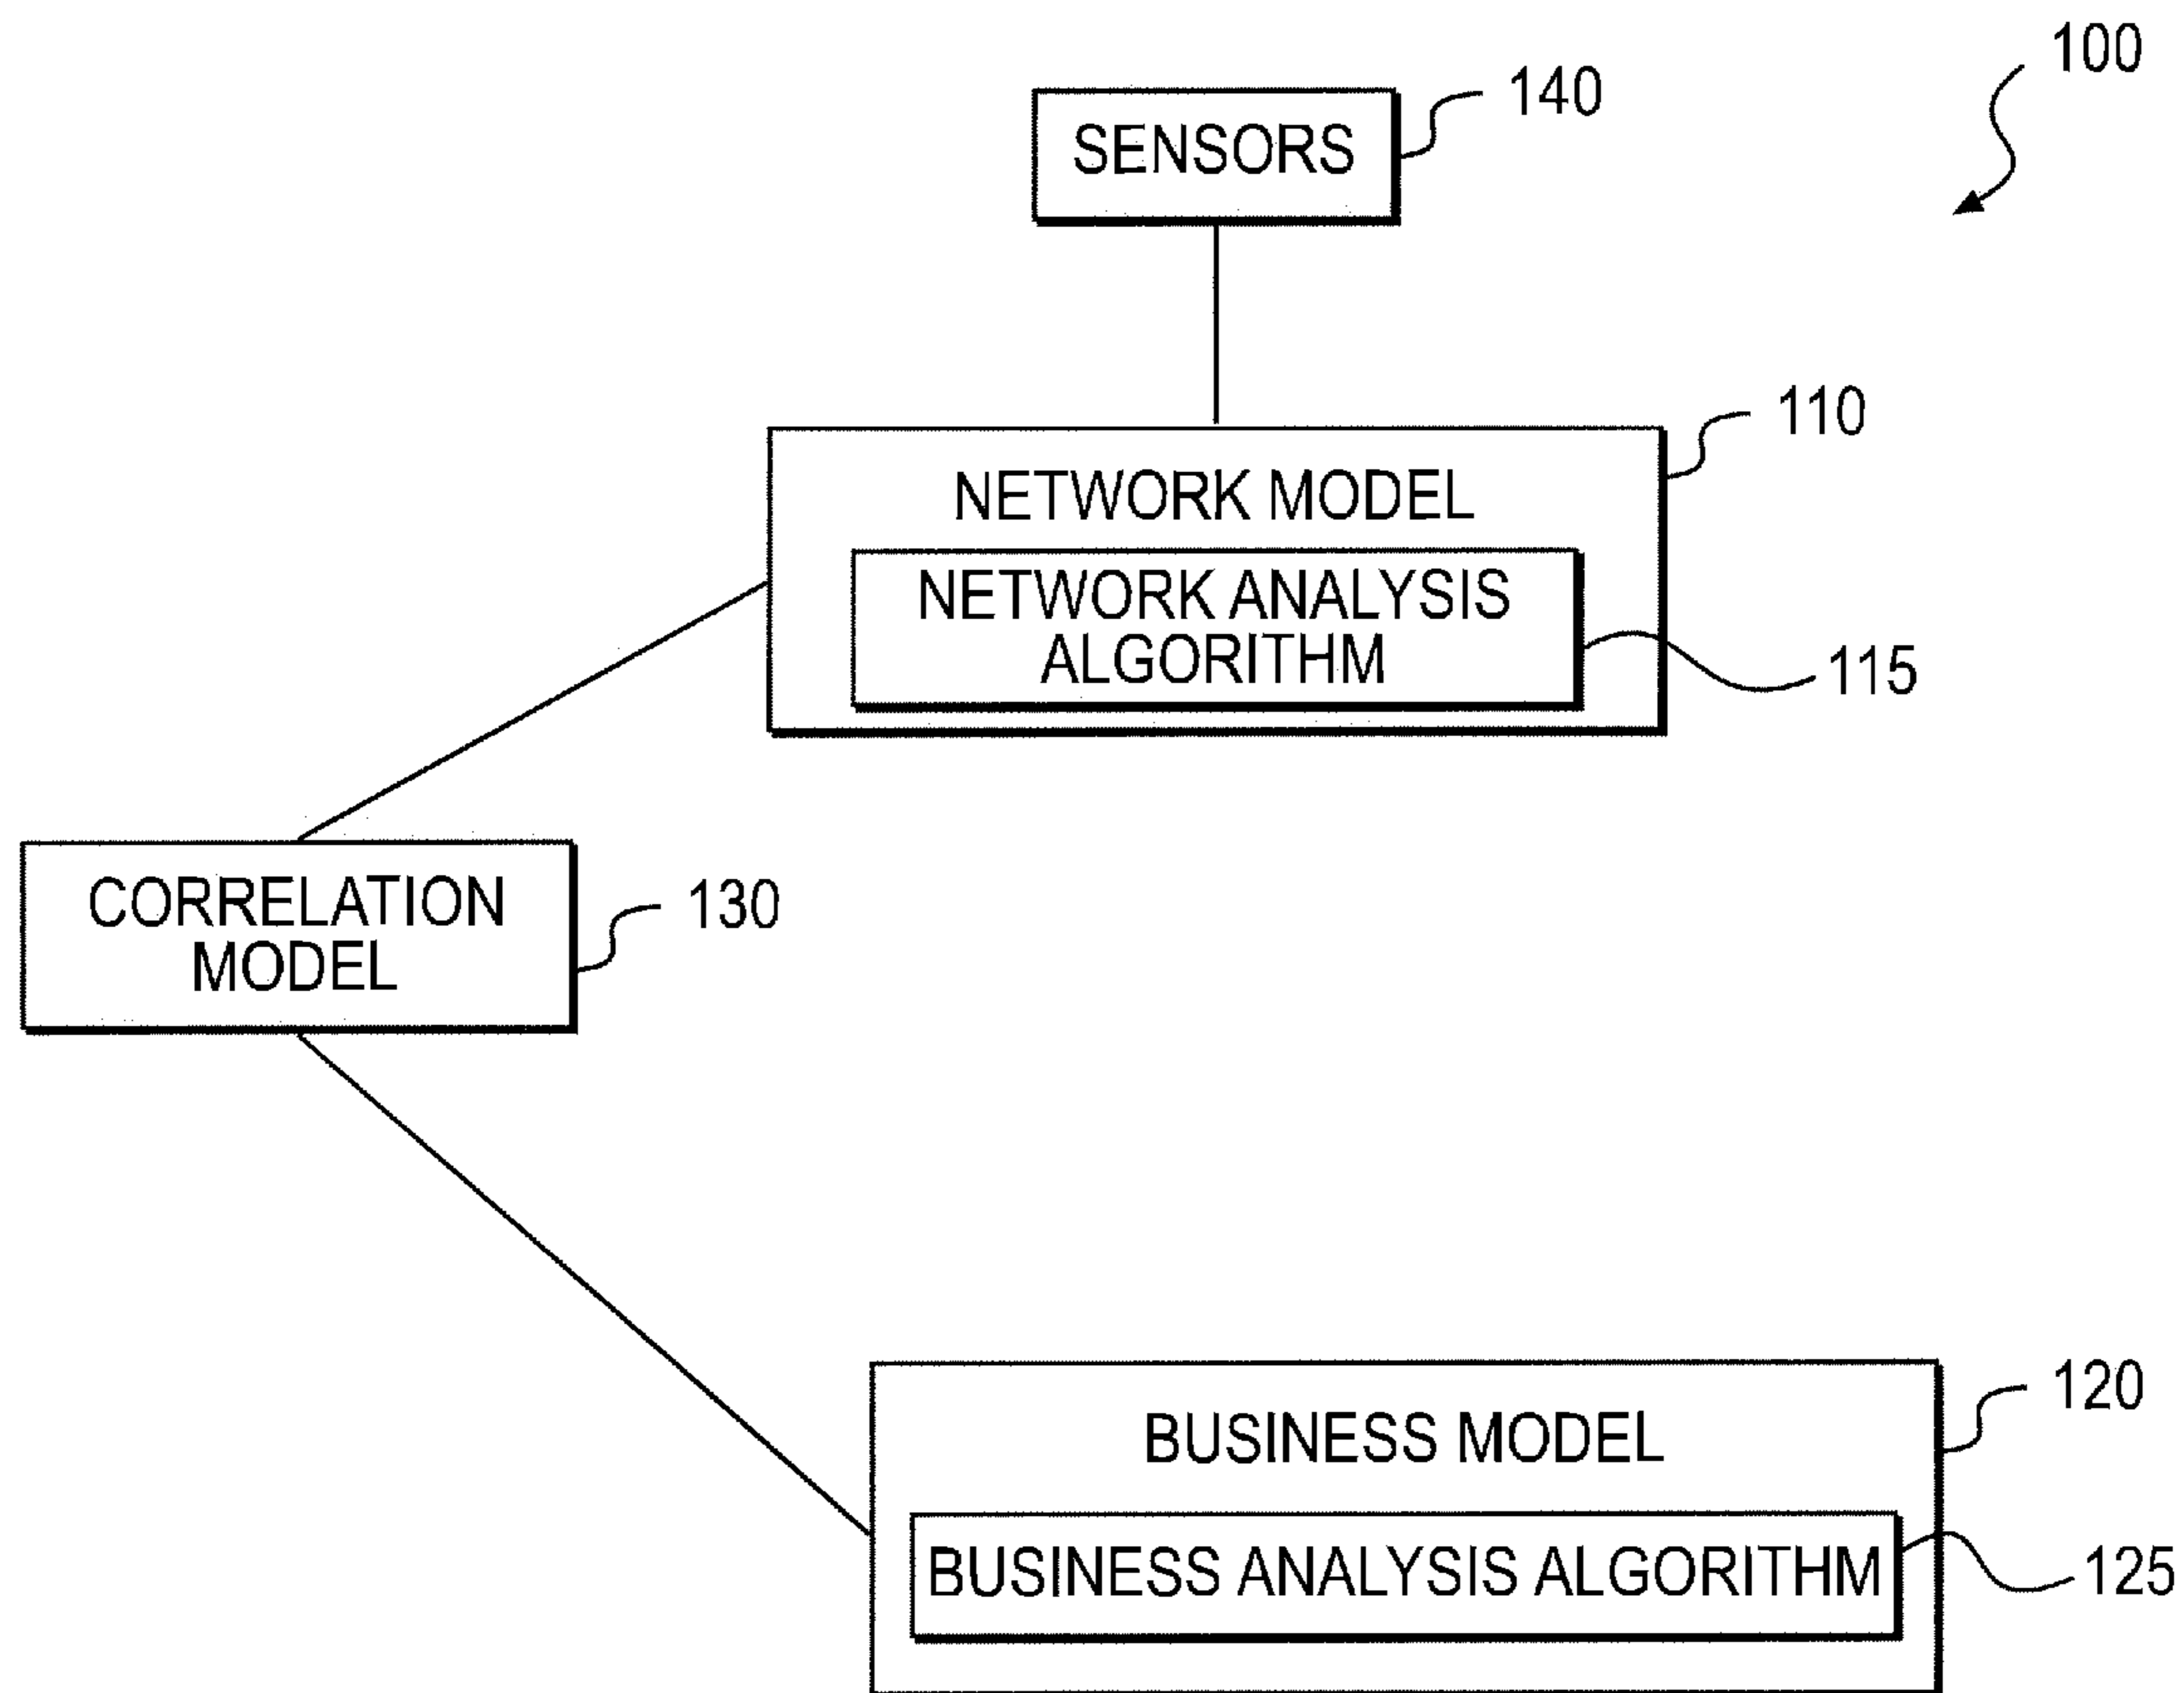 100
140
SENSORS
110
NETWORK MODEL
NETWORK ANALYSIS
ALGORITHM
115
CORRELATION
MODEL
130
120
BUSINESS MODEL
BUSINESS ANALYSIS ALGORITHM
125